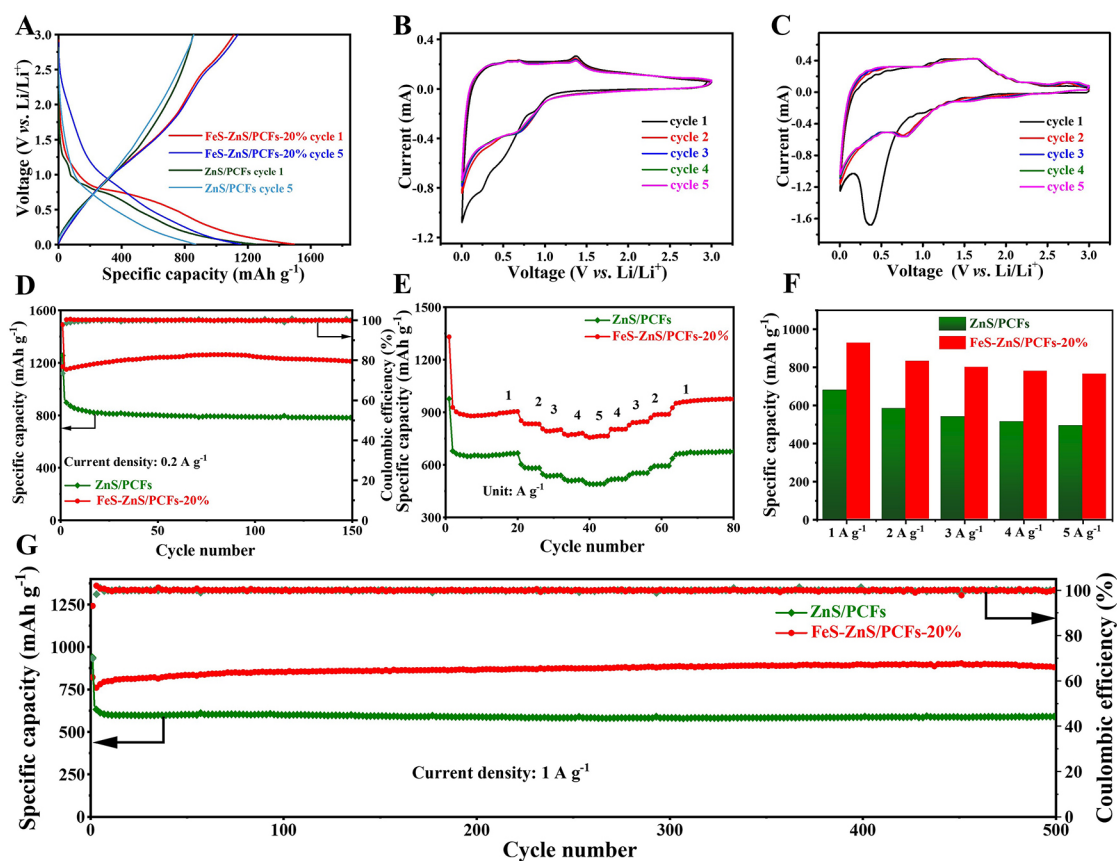 A
Voltage (V vs. Li/Li+)
3.0
2.5
2.0
1.5
1.0
0.5
0.0
FeS-ZnS/PCFs-20% cycle 1
FeS-ZnS/PCFs-20% cycle 5
ZnS/PCFs cycle 1
ZnS/PCFs cycle 5
0 400 800 1200 1600
Specific capacity (mAh g-1)
B
Current (mA)
0.4
0.0
-0.4
-0.8
-1.2
cycle 1
cycle 2
cycle 3
cycle 4
cycle 5
0.0 0.5 1.0 1.5 2.0 2.5 3.0
Voltage (V vs. Li/Li+)
C
Current (mA)
0.4
0.0
-0.4
-0.8
-1.2
-1.6
cycle 1
cycle 2
cycle 3
cycle 4
cycle 5
0.0 0.5 1.0 1.5 2.0 2.5 3.0
Voltage (V vs. Li/Li+)
D
Specific capacity (mAh g-1)
1600
1200
800
400
0
Current density: 0.2 A g-1
ZnS/PCFs
FeS-ZnS/PCFs-20%
0 50 100 150
Cycle number
100
80
60
40
20
0
Coulombic efficiency (%)
E
Specific capacity (mAh g-1)
1500
1200
900
600
300
ZnS/PCFs
FeS-ZnS/PCFs-20%
1 2 3 4 5 4 3 2 1
Unit: A g-1
0 20 40 60 80
Cycle number
F
Specific capacity (mAh g-1)
1000
800
600
400
200
0
ZnS/PCFs
FeS-ZnS/PCFs-20%
1 A g-1 2 A g-1 3 A g-1 4 A g-1 5 A g-1
G
Specific capacity (mAh g-1)
1250
1000
750
500
250
0
ZnS/PCFs
FeS-ZnS/PCFs-20%
Current density: 1 A g-1
0 100 200 300 400 500
Cycle number
100
80
60
40
20
0
Coulombic efficiency (%)